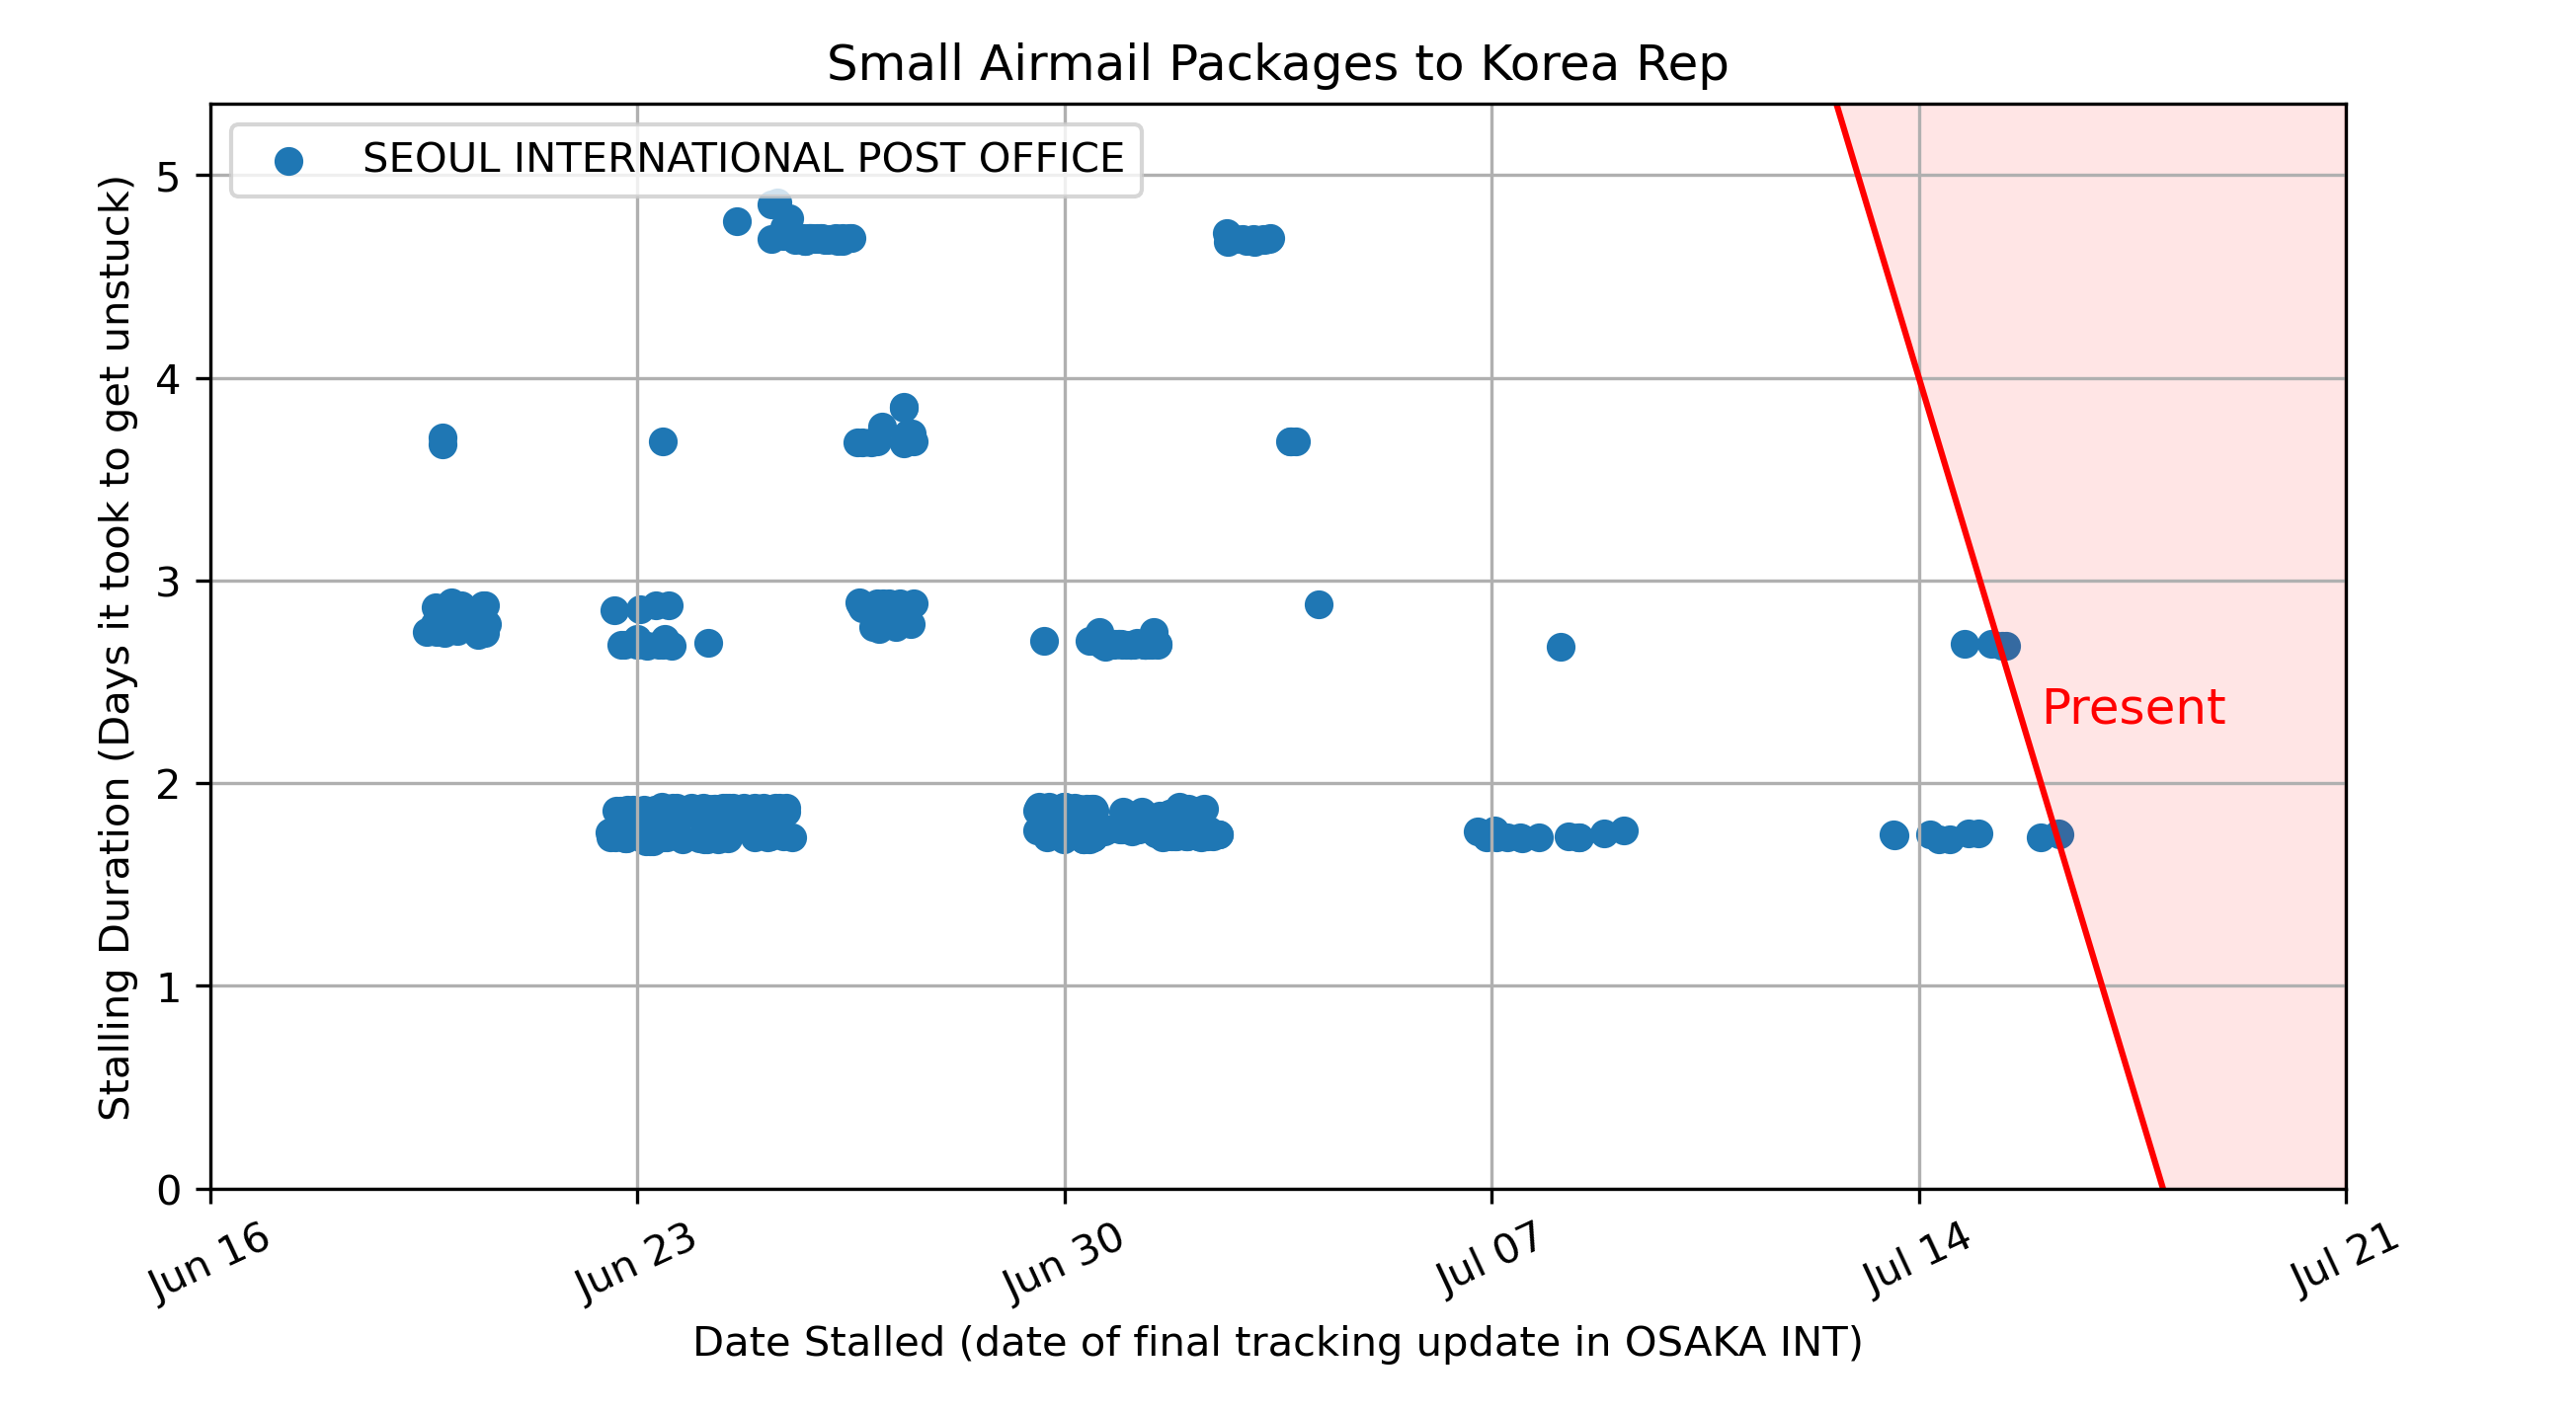 Small Airmail Packages to Korea Rep
SEOUL INTERNATIONAL POST OFFICE
Stalling Duration (Days it took to get unstuck)
5
4
3
2
1
0
Present
Jun 16
Jun 23
Jun 30
Jul 07
Jul 14
Jul 21
Date Stalled (date of final tracking update in OSAKA INT)